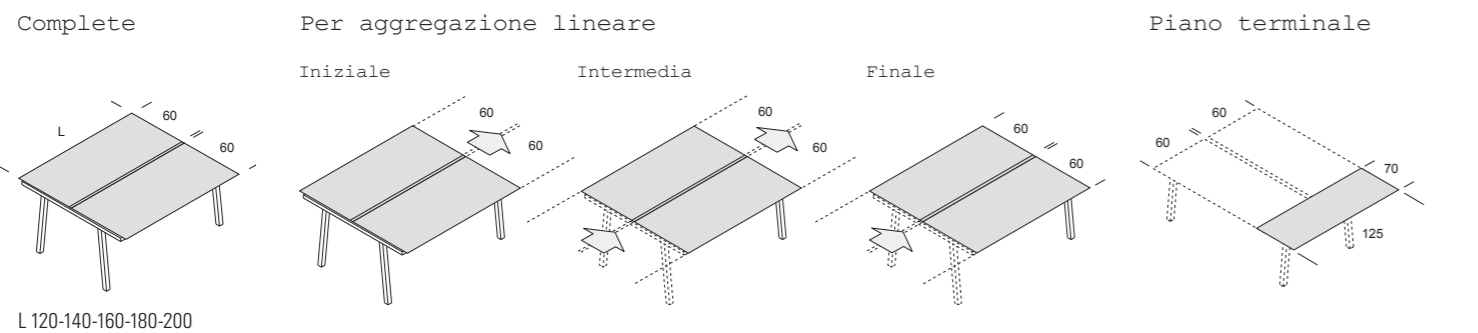 Complete
Per aggregazione lineare
Piano terminale
Iniziale
Intermedia
Finale
L
60
60
60
60
60
60
60
60
60
60
70
125
L 120-140-160-180-200